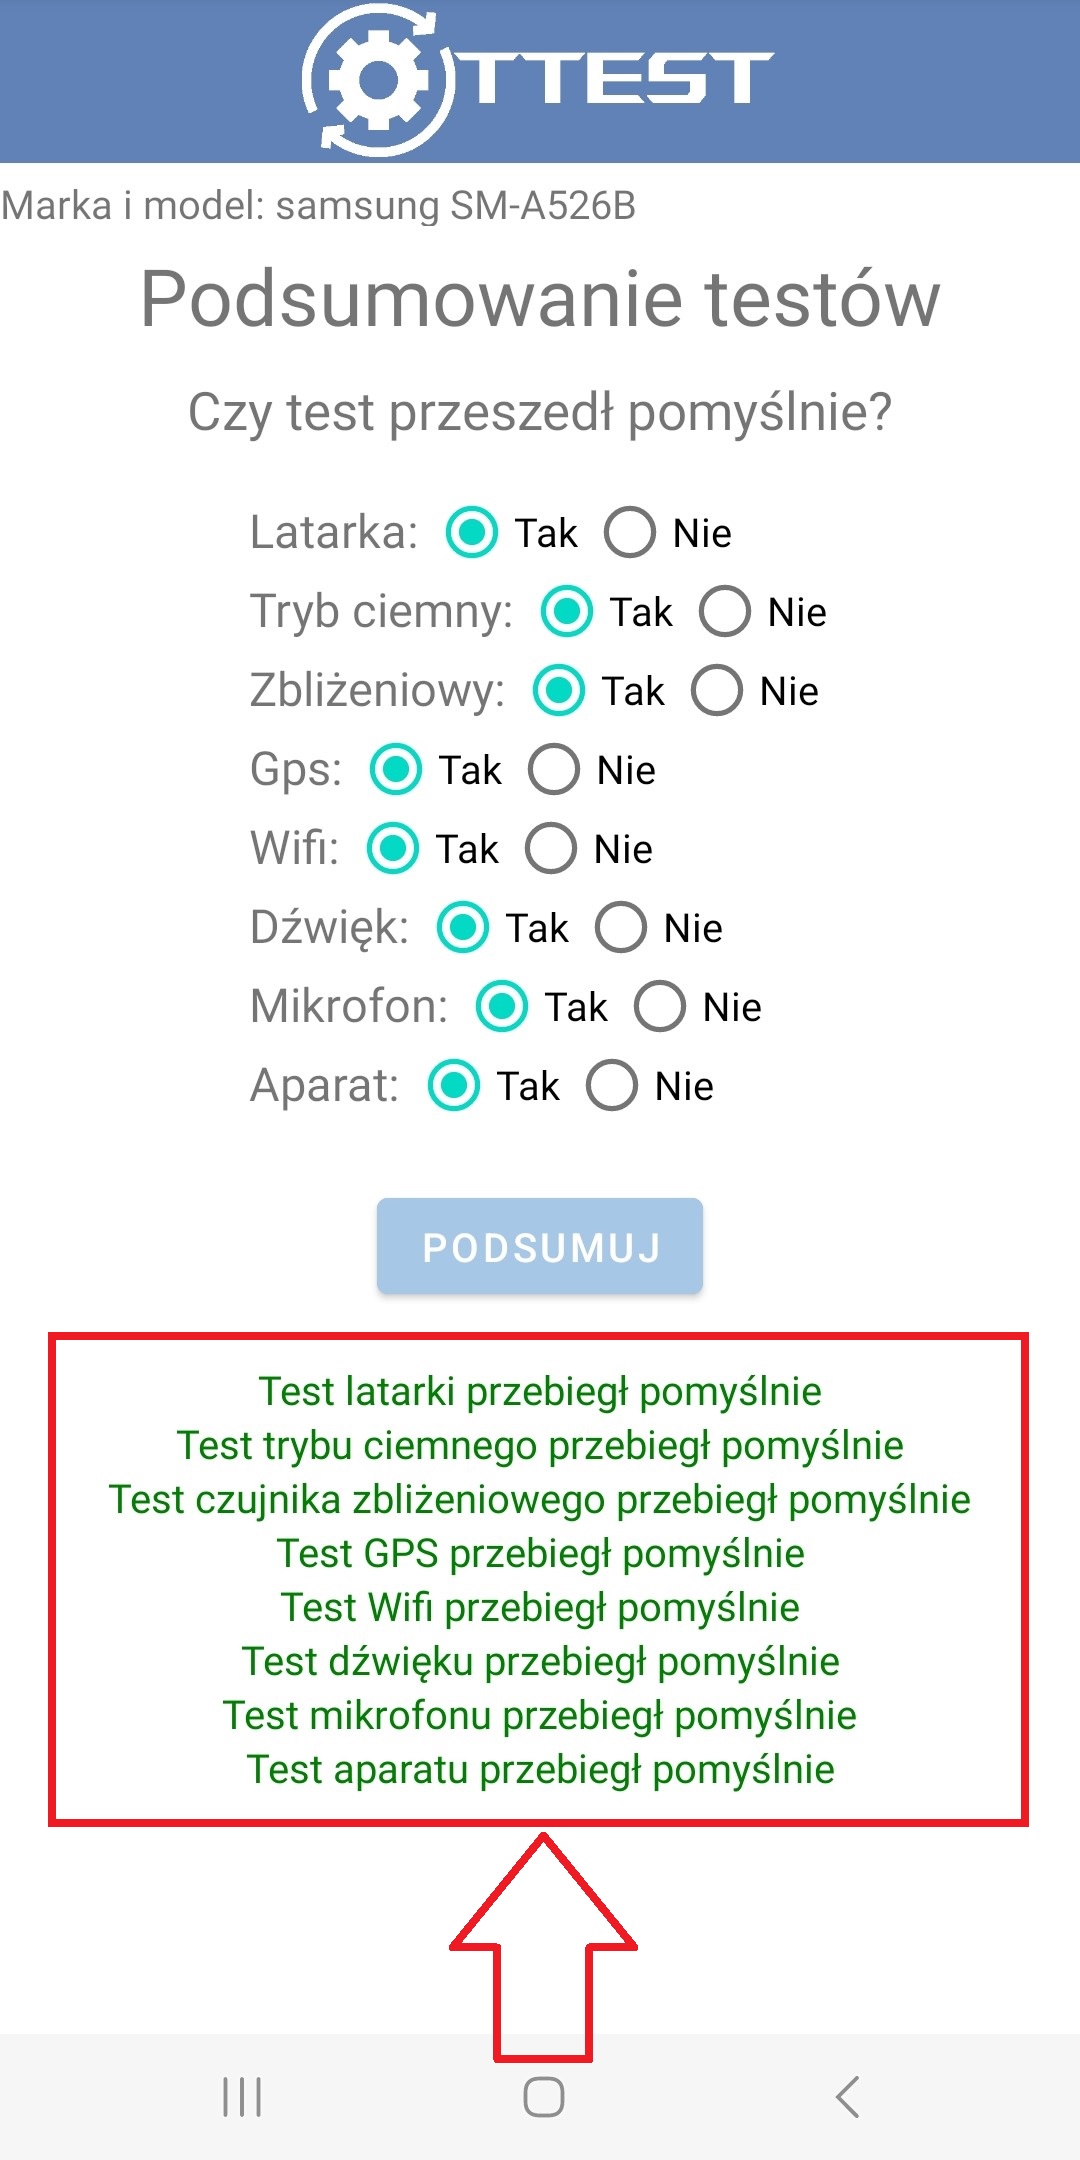 TTEST
Marka i model: samsung SM-A526B
Podsumowanie testów
Czy test przeszedł pomyślnie?
Latarka: Tak Nie
Tryb ciemny: Tak Nie
Zbliżeniowy: Tak Nie
Gps: Tak Nie
Wifi: Tak Nie
Dźwięk: Tak Nie
Mikrofon: Tak Nie
Aparat: Tak Nie
PODSUMUJ
Test latarki przebiegł pomyślnie
Test trybu ciemnego przebiegł pomyślnie
Test czujnika zbliżeniowego przebiegł pomyślnie
Test GPS przebiegł pomyślnie
Test Wifi przebiegł pomyślnie
Test dźwięku przebiegł pomyślnie
Test mikrofonu przebiegł pomyślnie
Test aparatu przebiegł pomyślnie